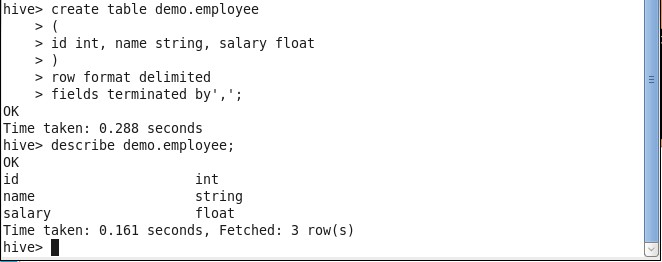 hive> create table demo.employee
> (
> id int, name string, salary float
> )
> row format delimited
> fields terminated by',';
OK
Time taken: 0.288 seconds
hive> describe demo.employee;
OK
id int
name string
salary float
Time taken: 0.161 seconds, Fetched: 3 row(s)
hive>